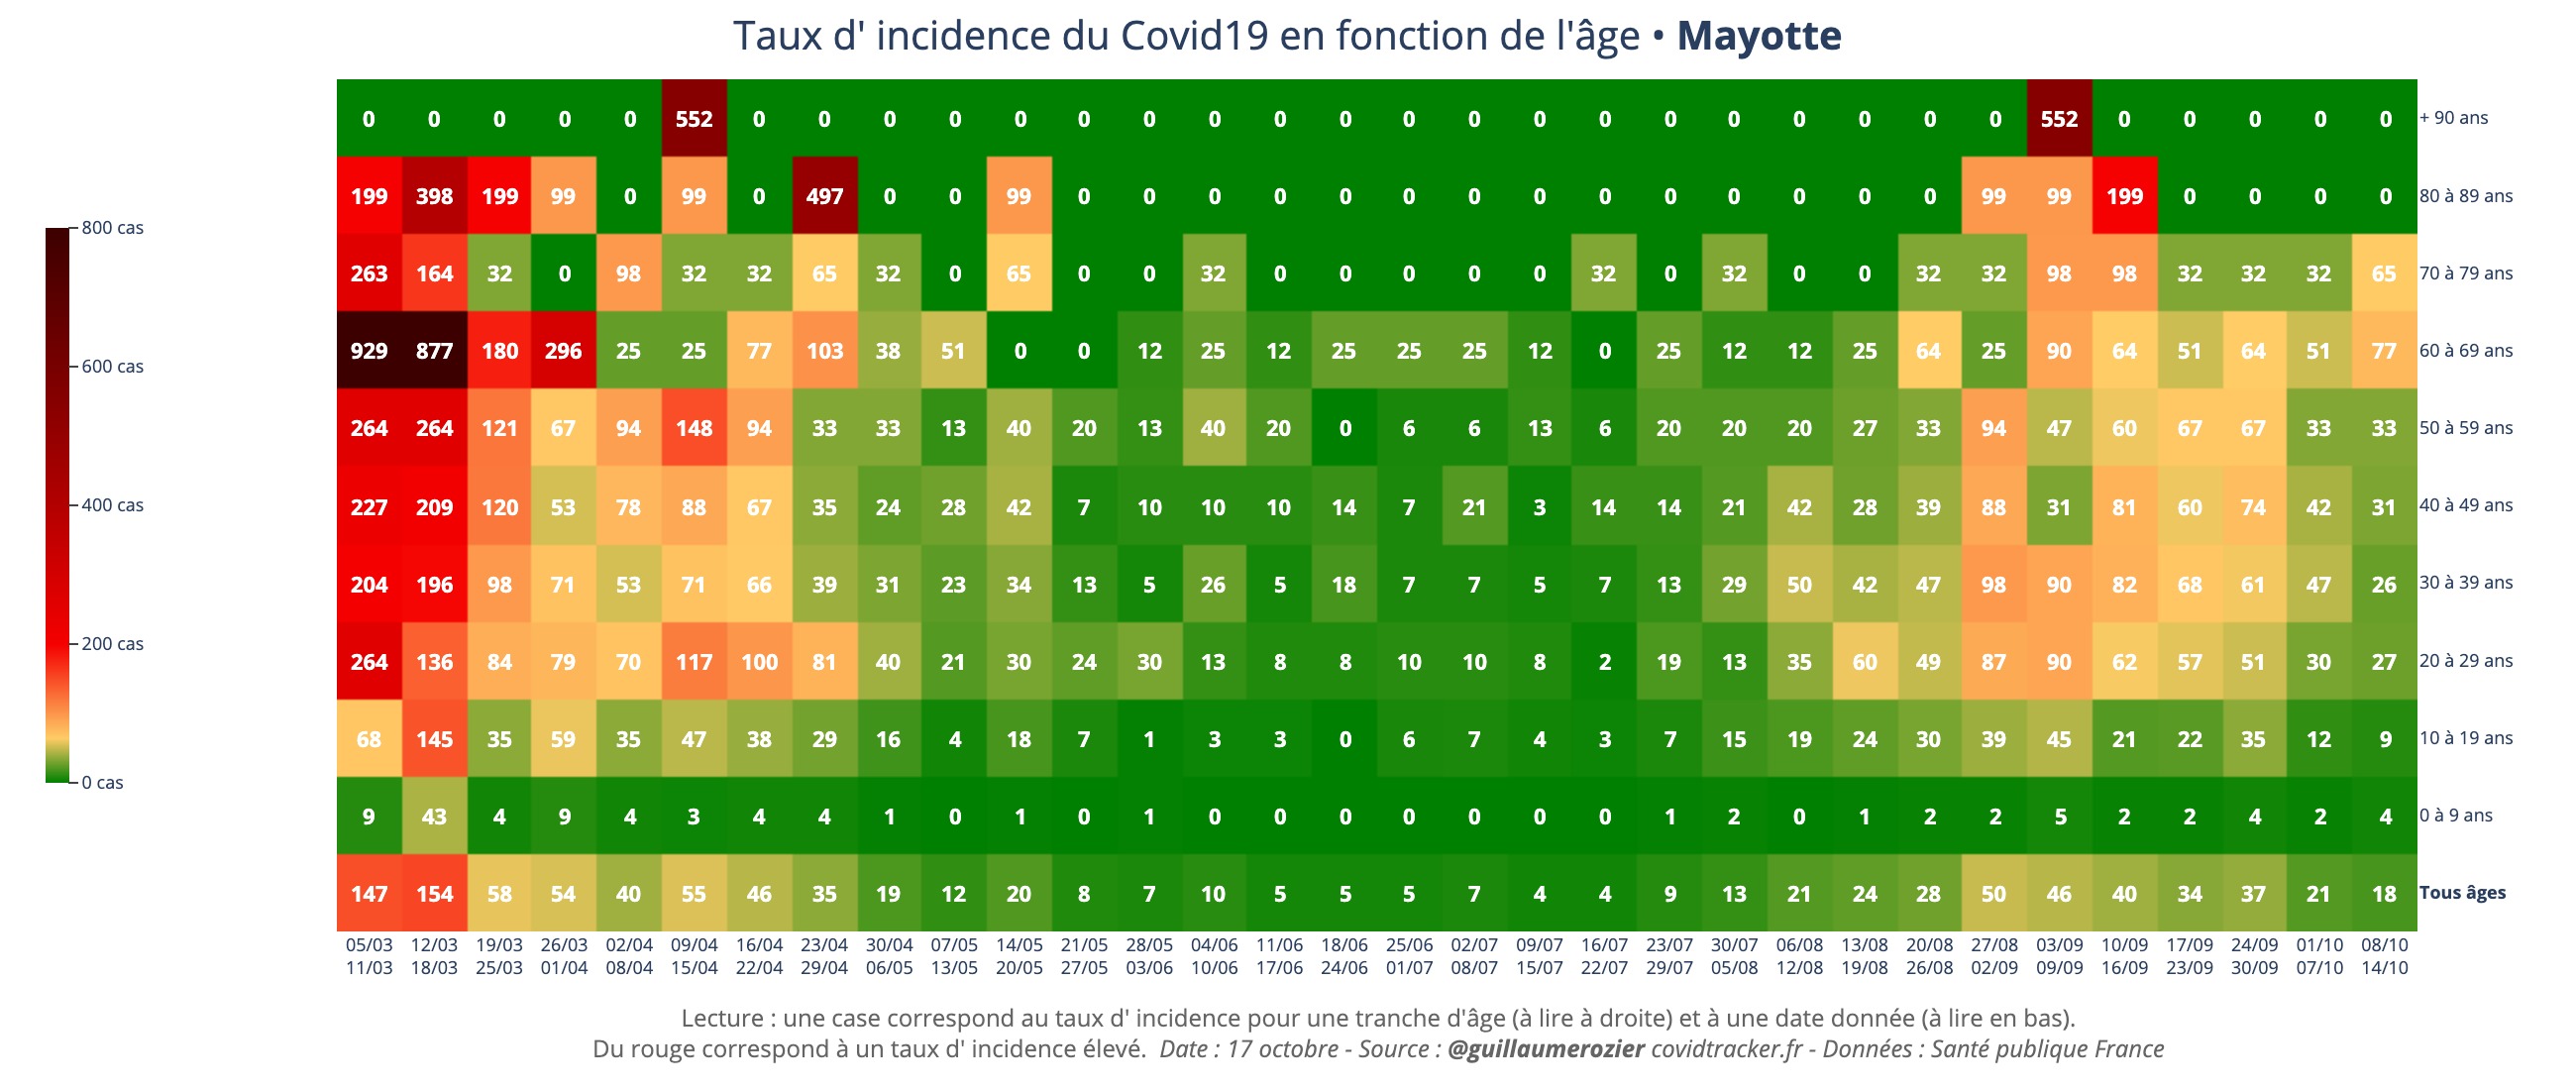 Taux d' incidence du Covid19 en fonction de l'âge • Mayotte
0 0 0 0 0 552 0 0 0 0 0 0 0 0 0 0 0 0 0 0 0 0 0 0 0 0 552 0 0 0 0 0 + 90 ans
199 398 199 99 0 99 0 497 0 0 99 0 0 0 0 0 0 0 0 0 0 0 0 0 0 99 99 199 0 0 0 0 80 à 89 ans
800 cas
263 164 32 0 98 32 32 65 32 0 65 0 0 32 0 0 0 0 0 32 0 32 0 0 32 32 98 98 32 32 32 65 70 à 79 ans
929 877 180 296 25 25 77 103 38 51 0 0 12 25 12 25 25 25 12 0 25 12 12 25 64 25 90 64 51 64 51 77 60 à 69 ans
600 cas
264 264 121 67 94 148 94 33 33 13 40 20 13 40 20 0 6 6 13 6 20 20 20 27 33 94 47 60 67 67 33 33 50 à 59 ans
400 cas
227 209 120 53 78 88 67 35 24 28 42 7 10 10 10 14 7 21 3 14 14 21 42 28 39 88 31 81 60 74 42 31 40 à 49 ans
204 196 98 71 53 71 66 39 31 23 34 13 5 26 5 18 7 7 5 7 13 29 50 42 47 98 90 82 68 61 47 26 30 à 39 ans
200 cas
264 136 84 79 70 117 100 81 40 21 30 24 30 13 8 8 10 10 8 2 19 13 35 60 49 87 90 62 57 51 30 27 20 à 29 ans
68 145 35 59 35 47 38 29 16 4 18 7 1 3 3 0 6 7 4 3 7 15 19 24 30 39 45 21 22 35 12 9 10 à 19 ans
0 cas
9 43 4 9 4 3 4 4 1 0 1 0 1 0 0 0 0 0 0 0 1 2 0 1 2 2 5 2 2 4 2 4 0 à 9 ans
147 154 58 54 40 55 46 35 19 12 20 8 7 10 5 5 5 7 4 4 9 13 21 24 28 50 46 40 34 37 21 18 Tous âges
05/03 12/03 19/03 26/03 02/04 09/04 16/04 23/04 30/04 07/05 14/05 21/05 28/05 04/06 11/06 18/06 25/06 02/07 09/07 16/07 23/07 30/07 06/08 13/08 20/08 27/08 03/09 10/09 17/09 24/09 01/10 08/10
11/03 18/03 25/03 01/04 08/04 15/04 22/04 29/04 06/05 13/05 20/05 27/05 03/06 10/06 17/06 24/06 01/07 08/07 15/07 22/07 29/07 05/08 12/08 19/08 26/08 02/09 09/09 16/09 23/09 30/09 07/10 14/10
Lecture : une case correspond au taux d' incidence pour une tranche d'âge (à lire à droite) et à une date donnée (à lire en bas).
Du rouge correspond à un taux d' incidence élevé. Date : 17 octobre - Source : @guillaumerozier covidtracker.fr - Données : Santé publique France